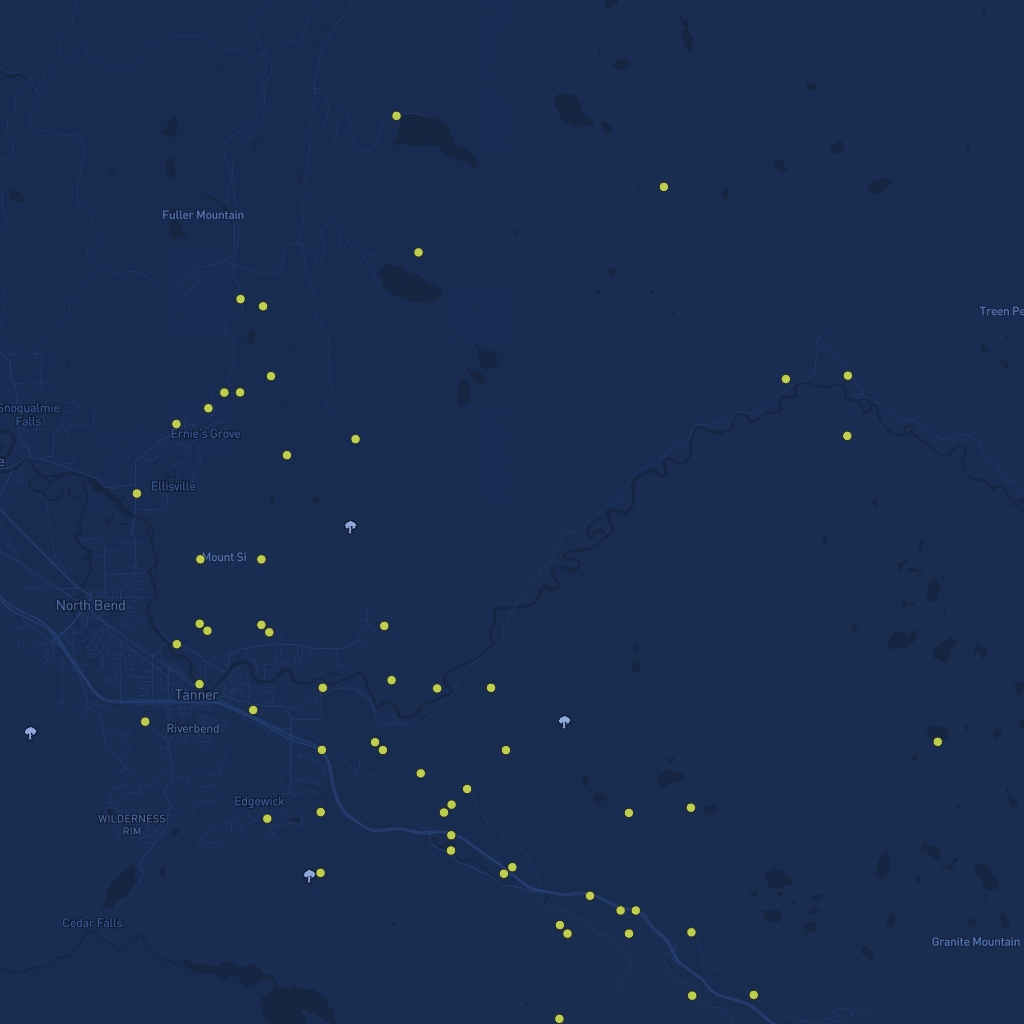 Fuller Mountain
Treen Pe
Snoqualmie
Falls
Ernie's Grove
e
Ellisville
Mount Si
North Bend
Tanner
Riverbend
Edgewick
WILDERNESS
RIM
Cedar Falls
Granite Mountain